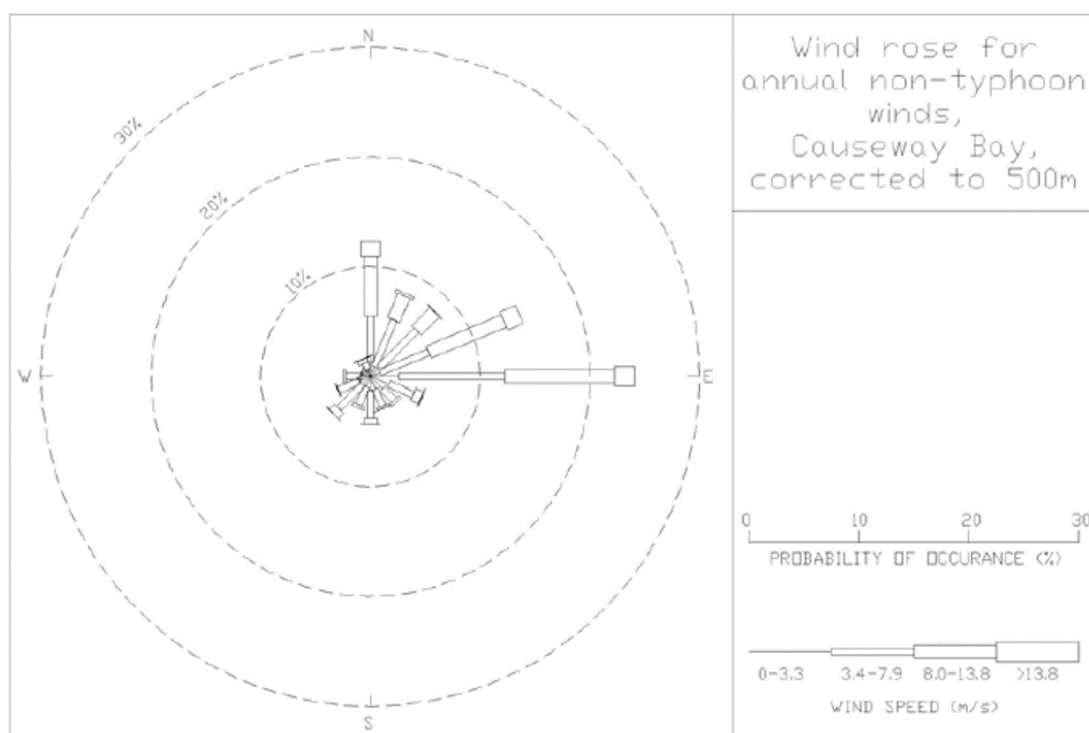 Wind rose for
annual non-typhoon
winds,
Causeway Bay,
corrected to 500m
N
30%
20%
10%
W
E
S
0 10 20 30
PROBABILITY OF OCCURANCE (%)
0-3.3 3.4-7.9 8.0-13.8 >13.8
WIND SPEED (m/s)